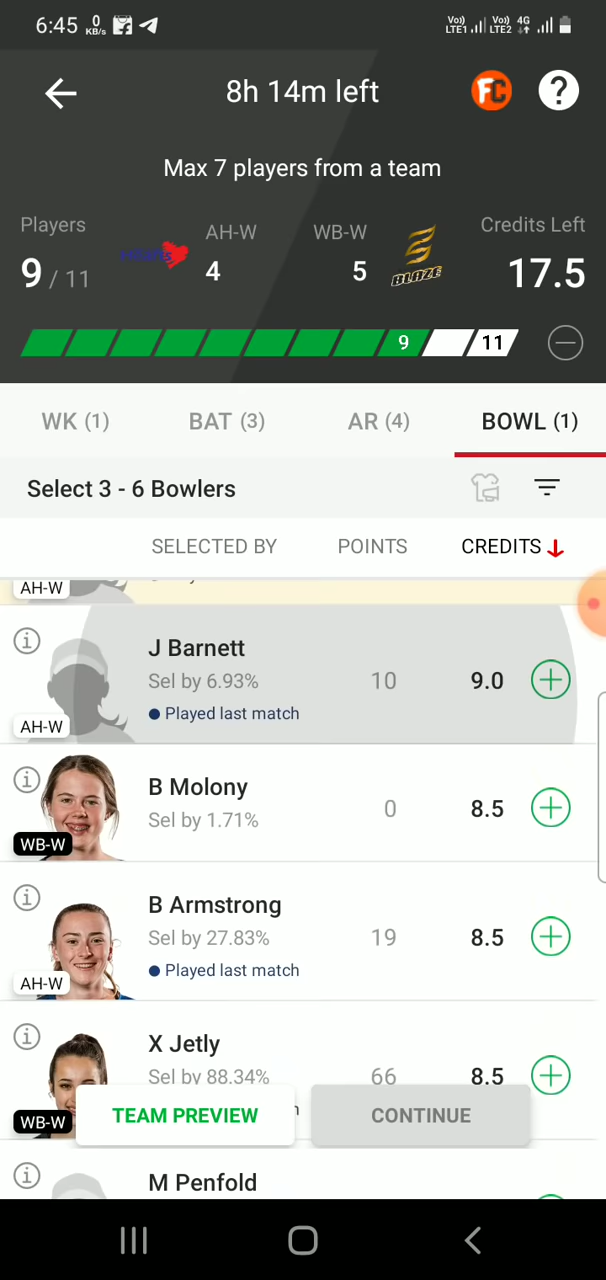 6:45 0 KB/s Vo)) LTE1 Vo)) LTE2 4G
8h 14m left FC ?
Max 7 players from a team
Players AH-W WB-W Credits Left
9 / 11 4 5 BLAZE 17.5
9 11
WK (1) BAT (3) AR (4) BOWL (1)
Select 3 - 6 Bowlers
SELECTED BY POINTS CREDITS
AH-W
J Barnett
Sel by 6.93% 10 9.0
Played last match
AH-W
B Molony
Sel by 1.71% 0 8.5
WB-W
B Armstrong
Sel by 27.83% 19 8.5
Played last match
AH-W
X Jetly
Sel by 88.34% 66 8.5
WB-W
TEAM PREVIEW CONTINUE
M Penfold